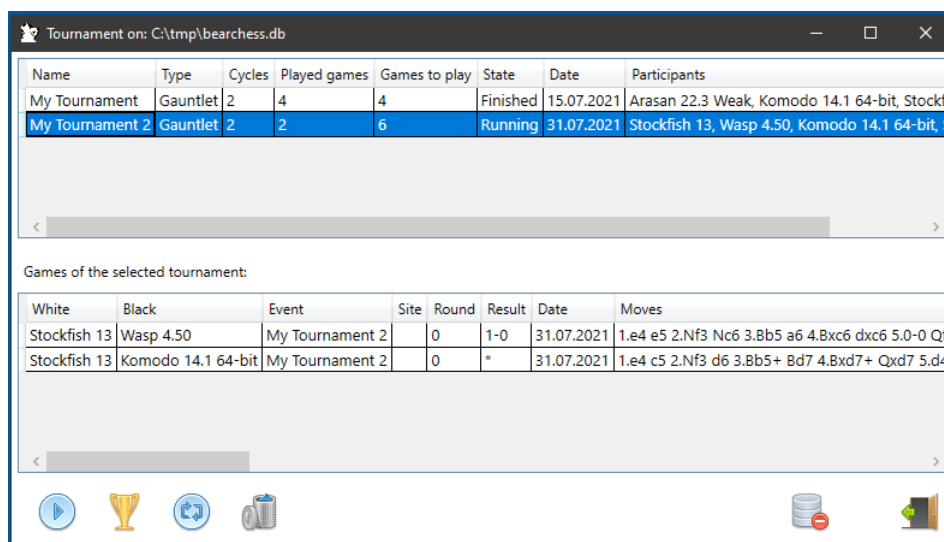 Tournament on: C:\tmp\bearchess.db
Name Type Cycles Played games Games to play State Date Participants
My Tournament Gauntlet 2 4 4 Finished 15.07.2021 Arasan 22.3 Weak, Komodo 14.1 64-bit, Stockf
My Tournament 2 Gauntlet 2 2 6 Running 31.07.2021 Stockfish 13, Wasp 4.50, Komodo 14.1 64-bit,
Games of the selected tournament:
White Black Event Site Round Result Date Moves
Stockfish 13 Wasp 4.50 My Tournament 2 0 1-0 31.07.2021 1.e4 e5 2.Nf3 Nc6 3.Bb5 a6 4.Bxc6 dxc6 5.0-0
Stockfish 13 Komodo 14.1 64-bit My Tournament 2 0 * 31.07.2021 1.e4 c5 2.Nf3 d6 3.Bb5+ Bd7 4.Bxd7+ Qxd7 5.d4